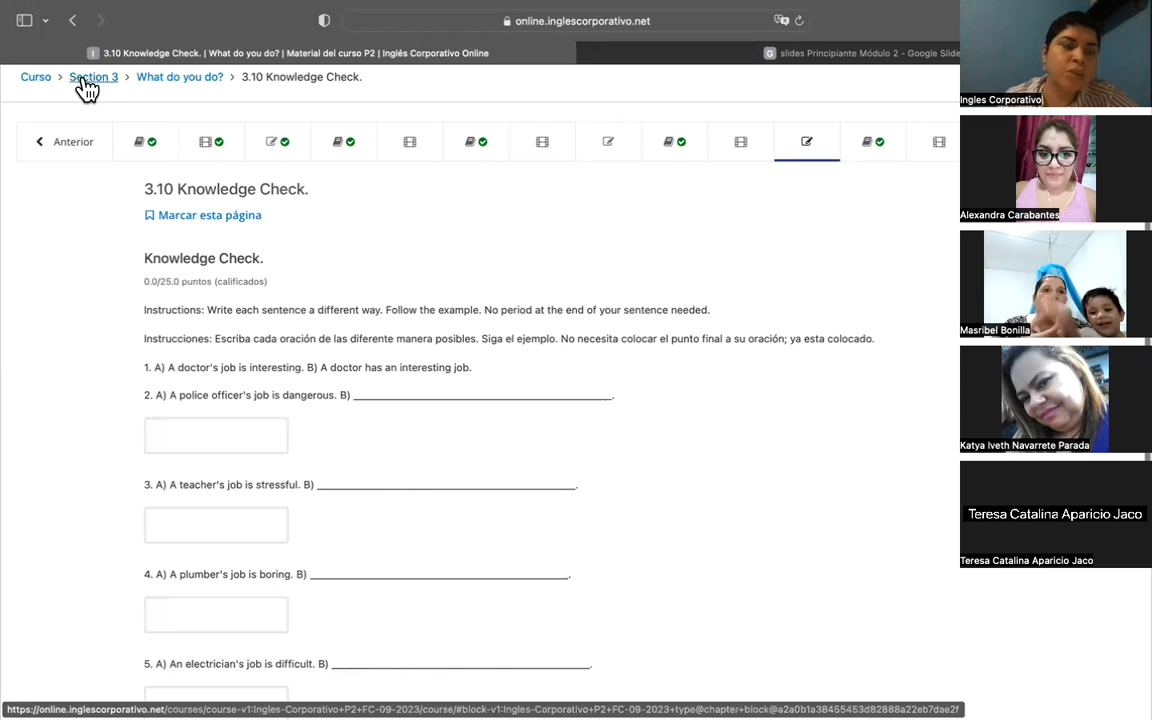 online.inglescorporativo.net
3.10 Knowledge Check. | What do you do? | Material del curso P2 | Inglés Corporativo Online
slides Principiante Módulo 2 - Google Slide
Curso > Section 3 > What do you do? > 3.10 Knowledge Check.
Anterior
3.10 Knowledge Check.
Marcar esta página
Knowledge Check.
0.0/25.0 puntos (calificados)
Instructions: Write each sentence a different way. Follow the example. No period at the end of your sentence needed.
Instrucciones: Escriba cada oración de las diferente manera posibles. Siga el ejemplo. No necesita colocar el punto final a su oración; ya esta colocado.
1. A) A doctor's job is interesting. B) A doctor has an interesting job.
2. A) A police officer's job is dangerous. B) ______________________________.
3. A) A teacher's job is stressful. B) ______________________________.
4. A) A plumber's job is boring. B) ______________________________.
5. A) An electrician's job is difficult. B) ______________________________.
https://online.inglescorporativo.net/courses/course-v1:Ingles-Corporativo+P2+FC-09-2023/course/#block-v1:Ingles-Corporativo+P2+FC-09-2023+type@chapter+block@a2a0b1a38455453d82888a22eb7dae2f
Ingles Corporativo
Alexandra Carabantes
Masribel Bonilla
Katya Iveth Navarrete Parada
Teresa Catalina Aparicio Jaco
Teresa Catalina Aparicio Jaco